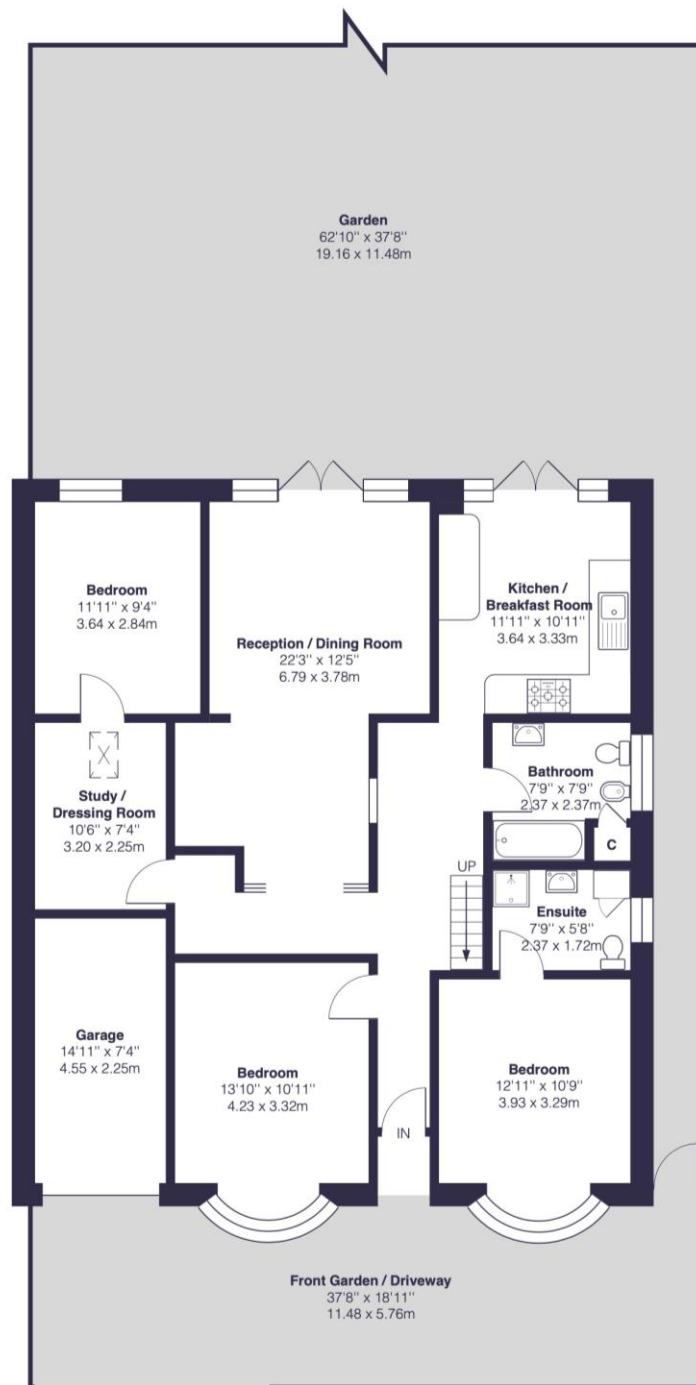 Garden
62'10" x 37'8"
19.16 x 11.48m
Bedroom
11'11" x 9'4"
3.64 x 2.84m
Reception / Dining Room
22'3" x 12'5"
6.79 x 3.78m
Kitchen /
Breakfast Room
11'11" x 10'11"
3.64 x 3.33m
Study /
Dressing Room
10'6" x 7'4"
3.20 x 2.25m
Bathroom
7'9" x 7'9"
2.37 x 2.37m
C
UP
Ensuite
7'9" x 5'8"
2.37 x 1.72m
Garage
14'11" x 7'4"
4.55 x 2.25m
Bedroom
13'10" x 10'11"
4.23 x 3.32m
IN
Bedroom
12'11" x 10'9"
3.93 x 3.29m
Front Garden / Driveway
37'8" x 18'11"
11.48 x 5.76m